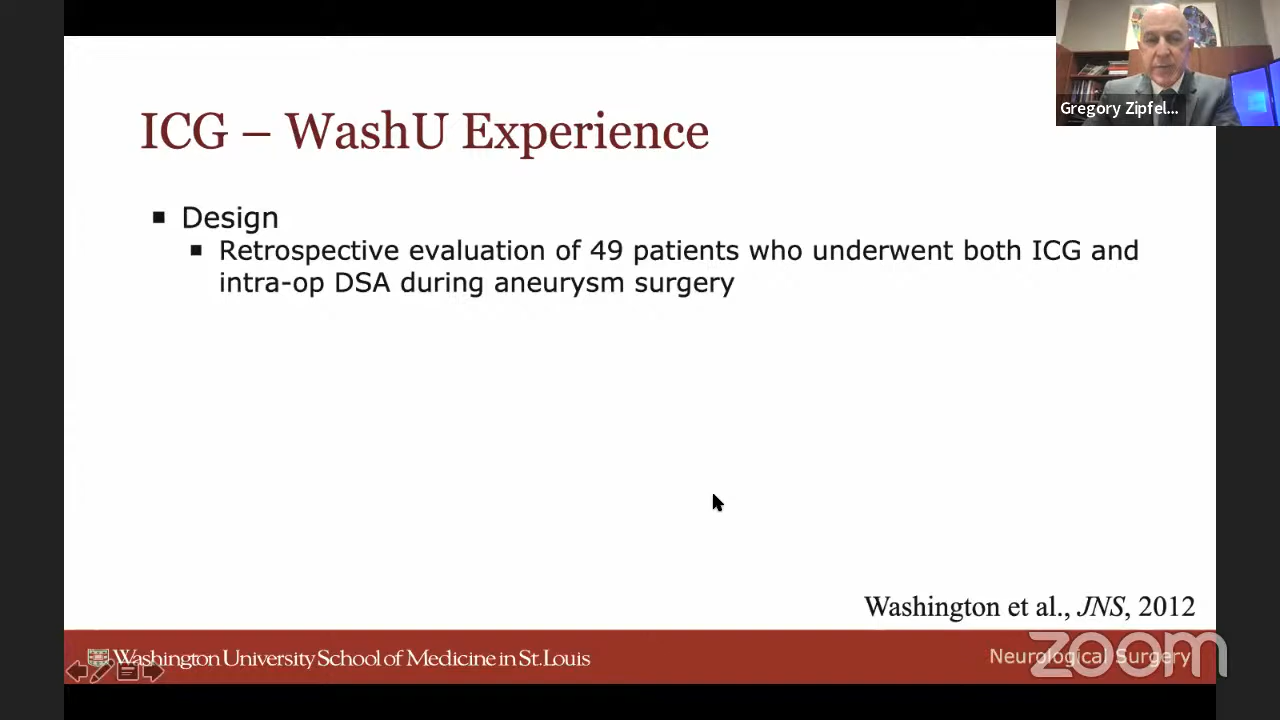 Gregory Zipfel...
ICG – WashU Experience
Design
Retrospective evaluation of 49 patients who underwent both ICG and
intra-op DSA during aneurysm surgery
Washington et al., JNS, 2012
Washington University School of Medicine in St. Louis
Neurological Surgery
zoom